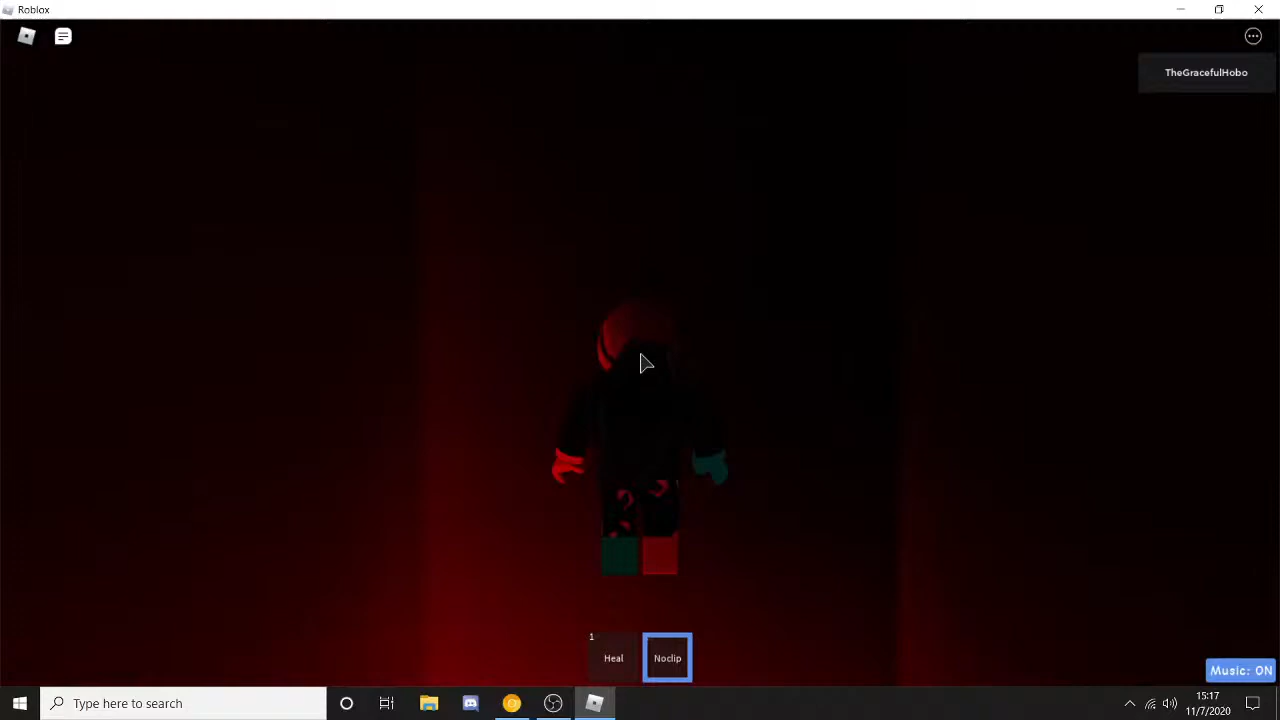 Roblox
TheGracefulHobo
1
Heal
Noclip
Music: ON
Type here to search
15:17
11/7/2020